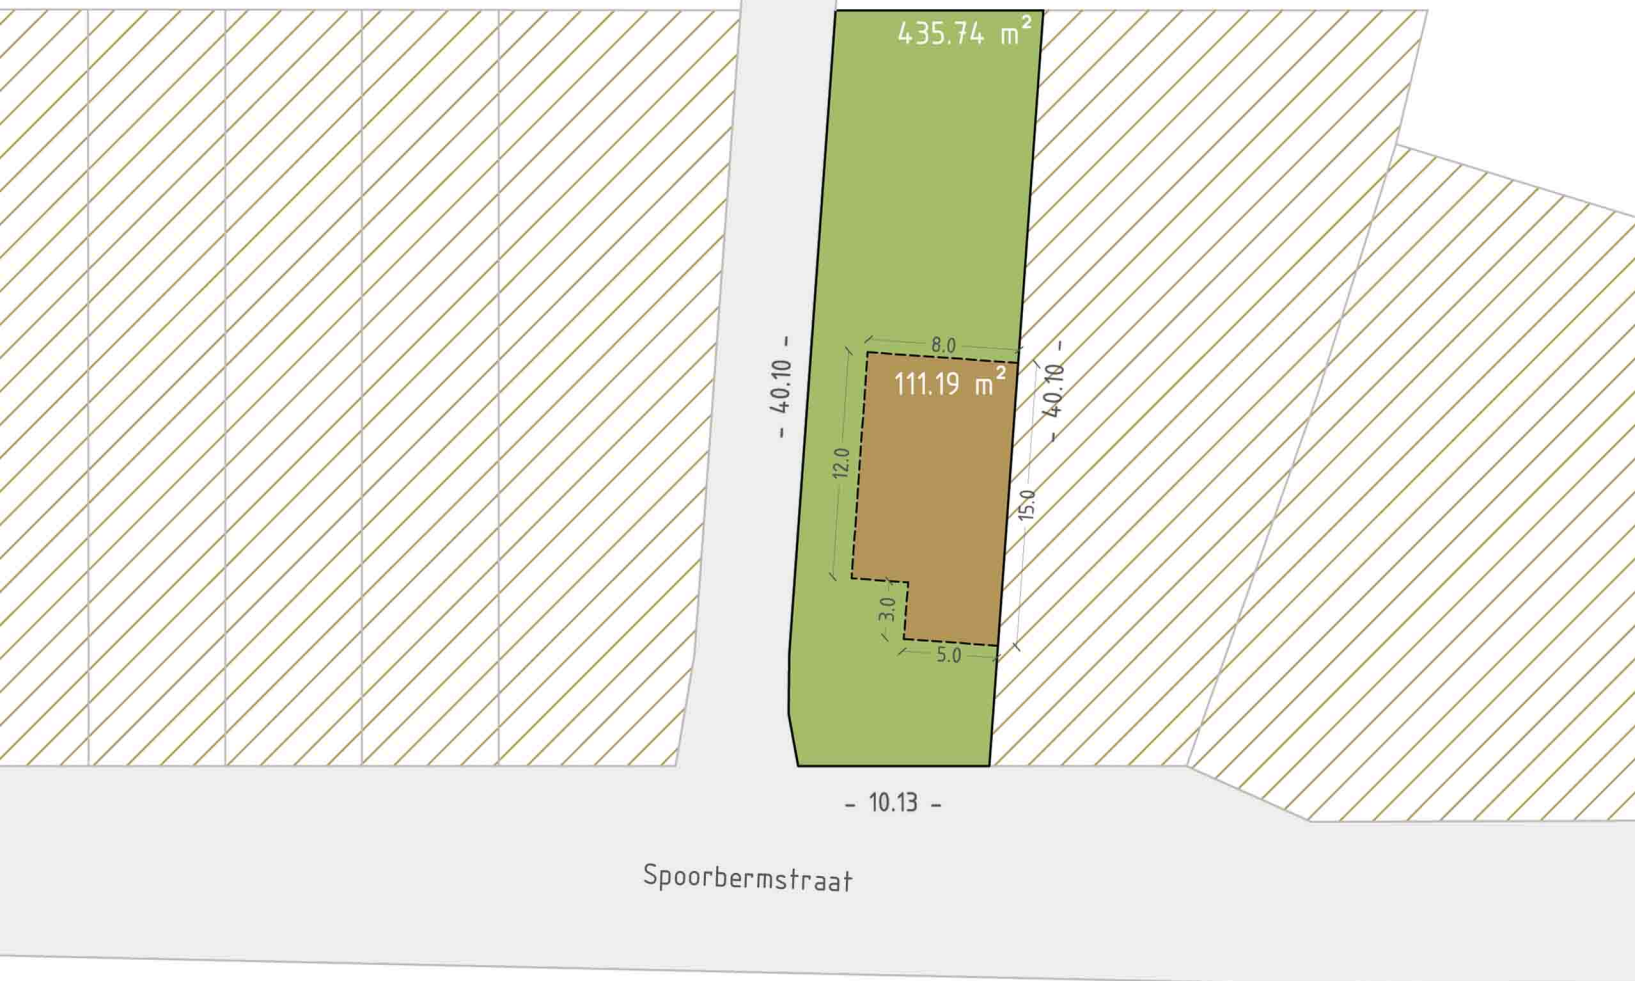 435.74 m²
8.0
111.19 m²
- 40.10 -
- 40.10 -
12.0
15.0
3.0
5.0
- 10.13 -
Spoorbermstraat